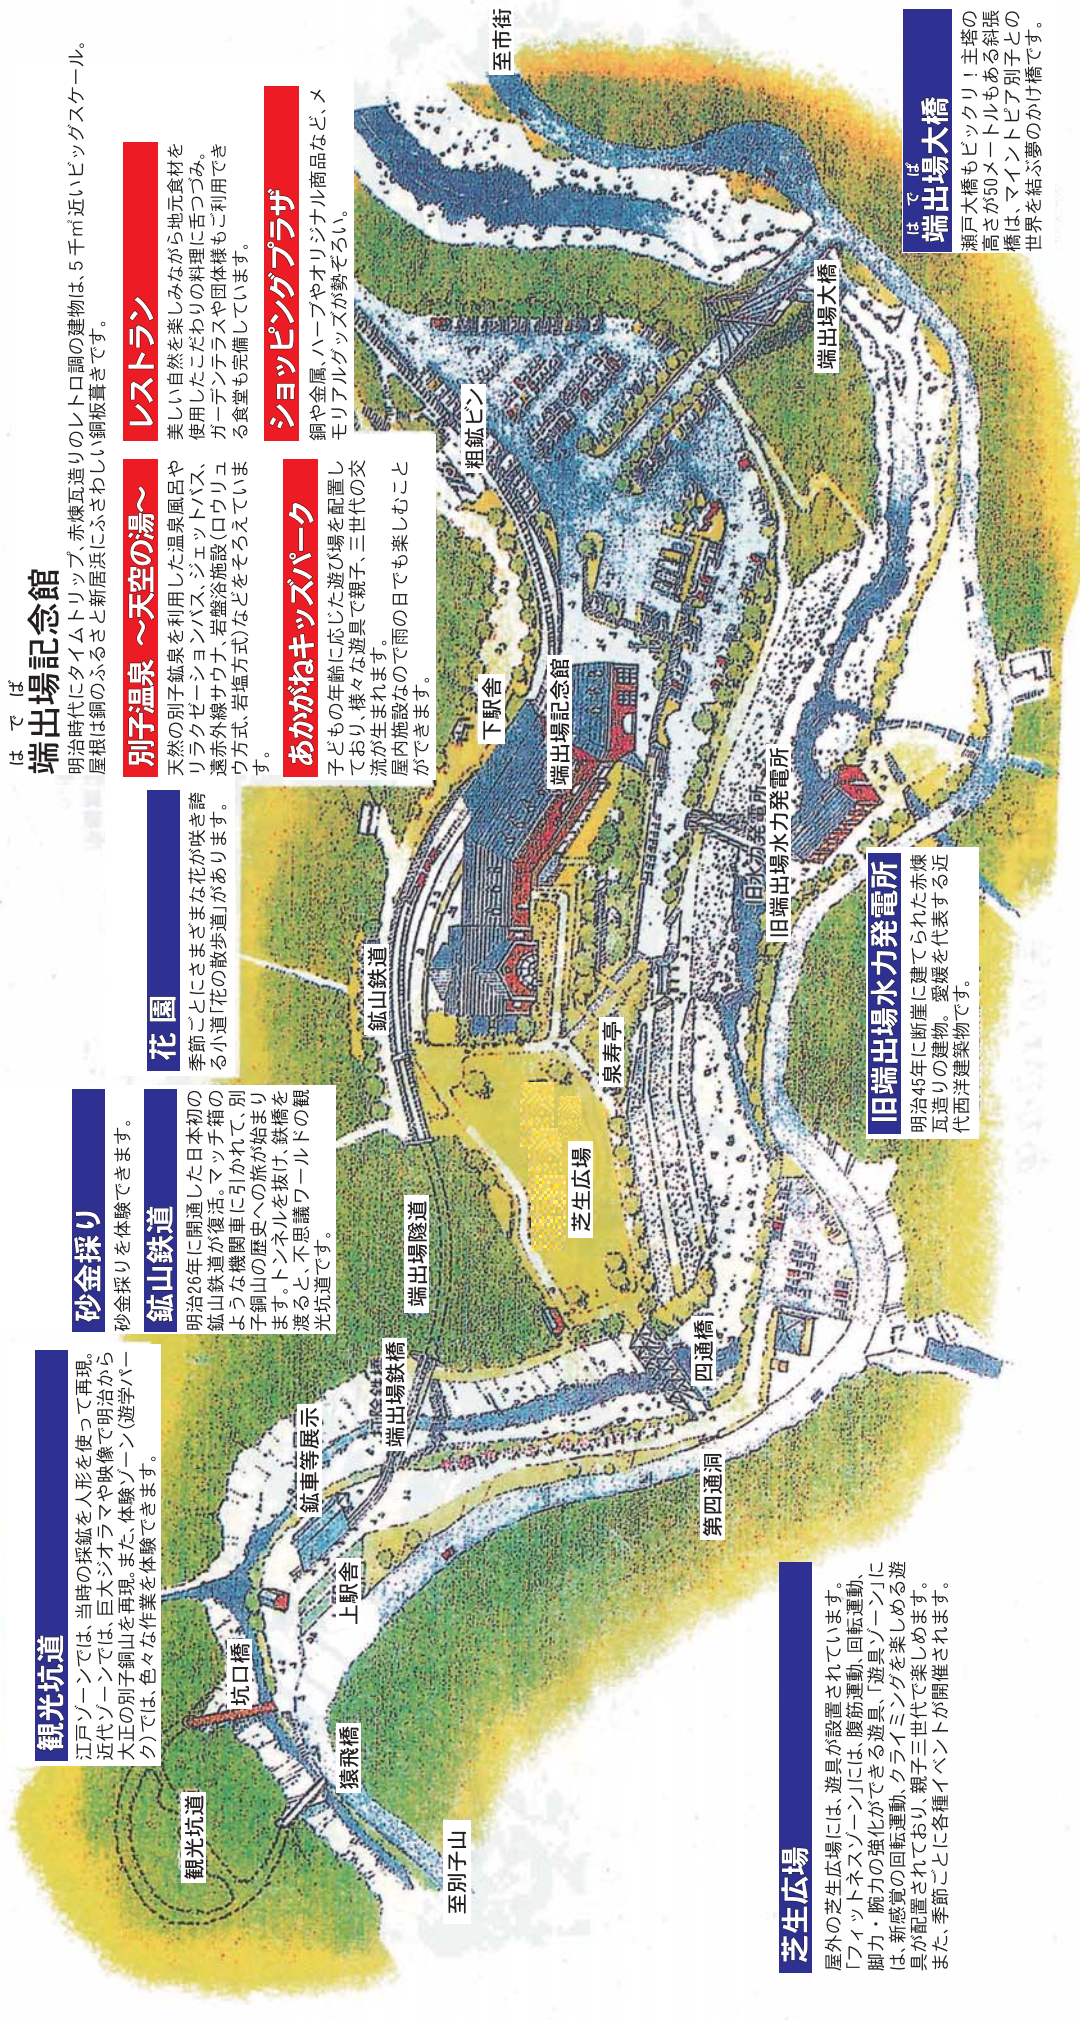 はでば
端出場記念館
明治時代にタイムトリップ、赤煉瓦造りのレトロ調の建物は、5千㎡近いビッグスケール。
屋根は銅のふるさと新居浜にふさわしい銅板葺きです。
観光坑道
江戸ゾーンでは、当時の採鉱を人形を使って再現。
近代ゾーンでは、巨大ジオラマや映像で明治から
大正の別子銅山を再現。また、体験ゾーン(遊学パー
ク)では、色々な作業を体験できます。
砂金採り
砂金採りを体験できます。
鉱山鉄道
明治26年に開通した日本初の
鉱山鉄道が復活。マッチ箱の
ような機関車に引かれて、別
子銅山の歴史への旅が始まり
ます。トンネルを抜け、鉄橋を
渡ると、不思議ワールドの観
光坑道です。
花園
季節ごとにさまざまな花が咲き誇
る小道「花の散歩道」があります。
別子温泉 〜天空の湯〜
天然の別子鉱泉を利用した温泉風呂や
リラクゼーションバス、ジェットバス、
遠赤外線サウナ、岩盤浴施設(ロウリュ
ウ方式、岩塩方式)などをそろえていま
す。
あかがねキッズパーク
子どもの年齢に応じた遊び場を配置し
ており、様々な遊具で親子、三世代の交
流が生まれます。
屋内施設なので雨の日でも楽しむこと
ができます。
レストラン
美しい自然を楽しみながら地元食材を
使用したこだわりの料理に舌つづみ。
ガーデンテラスや団体様もご利用でき
る食堂も完備しています。
ショッピングプラザ
銅や金属、ハーブやオリジナル商品など、メ
モリアルグッズが勢ぞろい。
観光坑道
坑口橋
猿飛橋
至別子山
上駅舎
鉱車等展示
端出場鉄橋
端出場隧道
鉱山鉄道
下駅舎
粗鉱ビン
至市街
端出場記念館
泉寿亭
芝生広場
四通橋
第四通洞
旧水力発電所
旧端出場水力発電所
端出場大橋
芝生広場
屋外の芝生広場には、遊具が設置されています。
「フィットネスゾーン」には、腹筋運動、回転運動、
脚力・腕力の強化ができる遊具、「遊具ゾーン」に
は、新感覚の回転運動、クライミングを楽しめる遊
具が配置されており、親子三世代で楽しめます。
また、季節ごとに各種イベントが開催されます。
旧端出場水力発電所
明治45年に断崖に建てられた赤煉
瓦造りの建物。愛媛を代表する近
代西洋建築物です。
はでば
端出場大橋
瀬戸大橋もビックリ!主塔の
高さが50メートルもある斜張
橋は、マイントピア別子との
世界を結ぶ夢のかけ橋です。